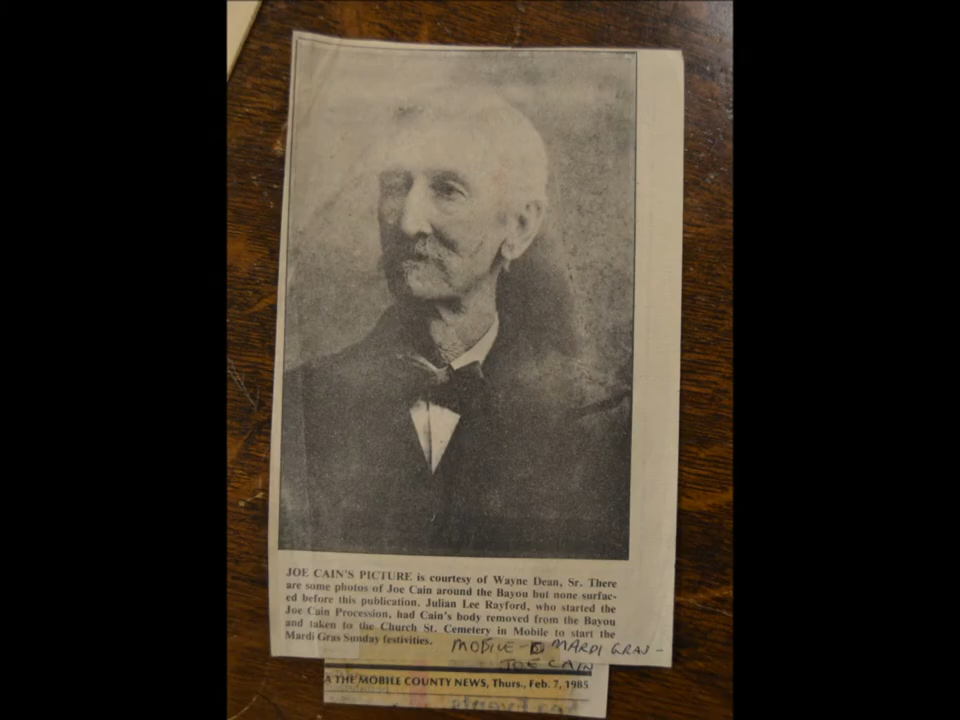 JOE CAIN'S PICTURE is courtesy of Wayne Dean, Sr. There
are some photos of Joe Cain around the Bayou but none surfac-
ed before this publication. Julian Lee Rayford, who started the
Joe Cain Procession, had Cain's body removed from the Bayou
and taken to the Church St. Cemetery in Mobile to start the
Mardi Gras Sunday festivities.
MOBILE MARDI GRAS -
JOE CAIN
A THE MOBILE COUNTY NEWS, Thurs., Feb. 7, 1985